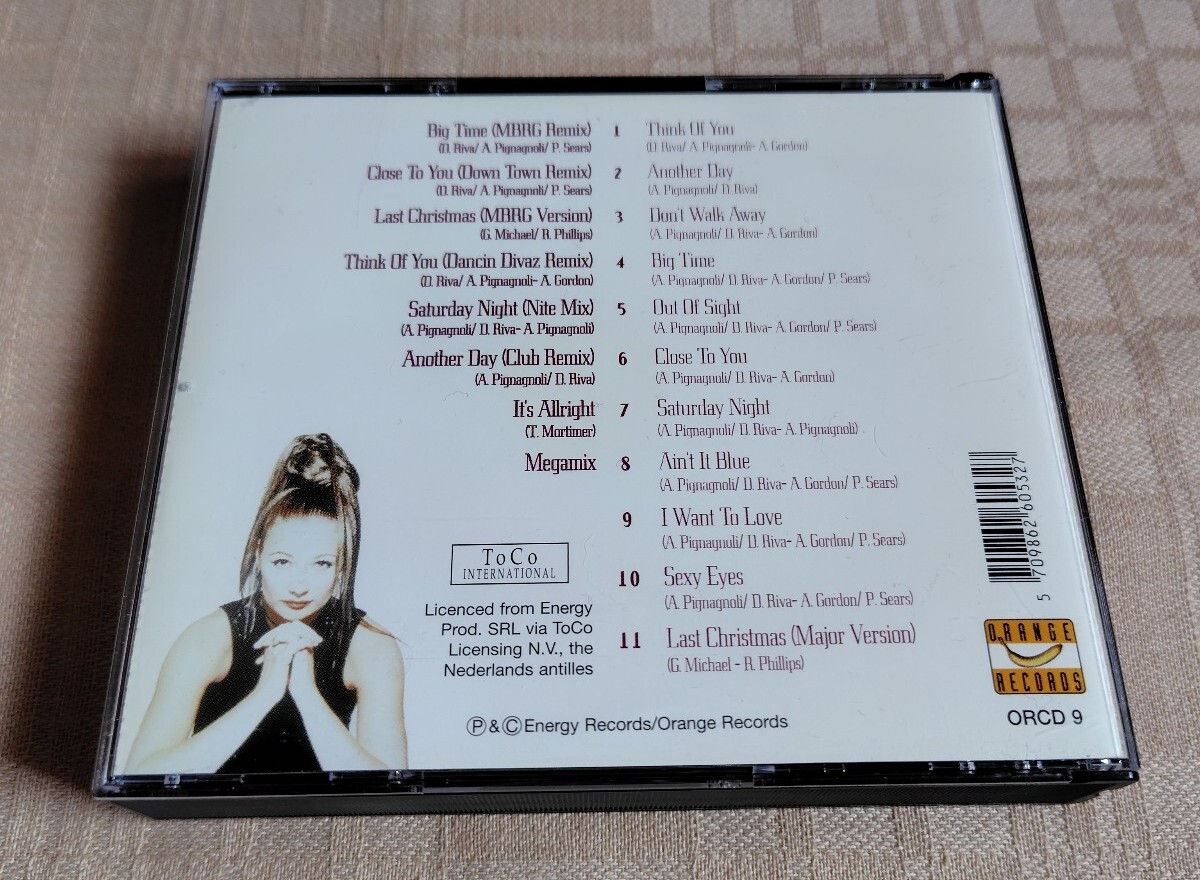 Big Time (MBRG Remix)
(D. Riva/ A. Pignagnoli/ P. Sears)
Close To You (Down Town Remix)
(D. Riva/ A. Pignagnoli/ P. Sears)
Last Christmas (MBRG Version)
(G. Michael/ R. Phillips)
Think Of You (Dancin Divaz Remix)
(D. Riva/ A. Pignagnoli- A. Gordon)
Saturday Night (Nite Mix)
(A. Pignagnoli/ D. Riva- A. Pignagnoli)
Another Day (Club Remix)
(A. Pignagnoli/ D. Riva)
It's Allright
(T. Mortimer)
Megamix
1 Think Of You
(D. Riva/ A. Pignagnoli- A. Gordon)
2 Another Day
(A. Pignagnoli/ D. Riva)
3 Don't Walk Away
(A. Pignagnoli/ D. Riva- A. Gordon)
4 Big Time
(A. Pignagnoli/ D. Riva- A. Gordon/ P. Sears)
5 Out Of Sight
(A. Pignagnoli/ D. Riva- A. Gordon/ P. Sears)
6 Close To You
(A. Pignagnoli/ D. Riva- A. Gordon)
7 Saturday Night
(A. Pignagnoli/ D. Riva- A. Pignagnoli)
8 Ain't It Blue
(A. Pignagnoli/ D. Riva- A. Gordon/ P. Sears)
9 I Want To Love
(A. Pignagnoli/ D. Riva- A. Gordon/ P. Sears)
10 Sexy Eyes
(A. Pignagnoli/ D. Riva- A. Gordon/ P. Sears)
11 Last Christmas (Major Version)
(G. Michael - R. Phillips)
ToCo
INTERNATIONAL
Licenced from Energy
Prod. SRL via ToCo
Licensing N.V., the
Nederlands antilles
Ⓟ & Ⓒ Energy Records/Orange Records
5 709862 605327
ORANGE
RECORDS
ORCD 9